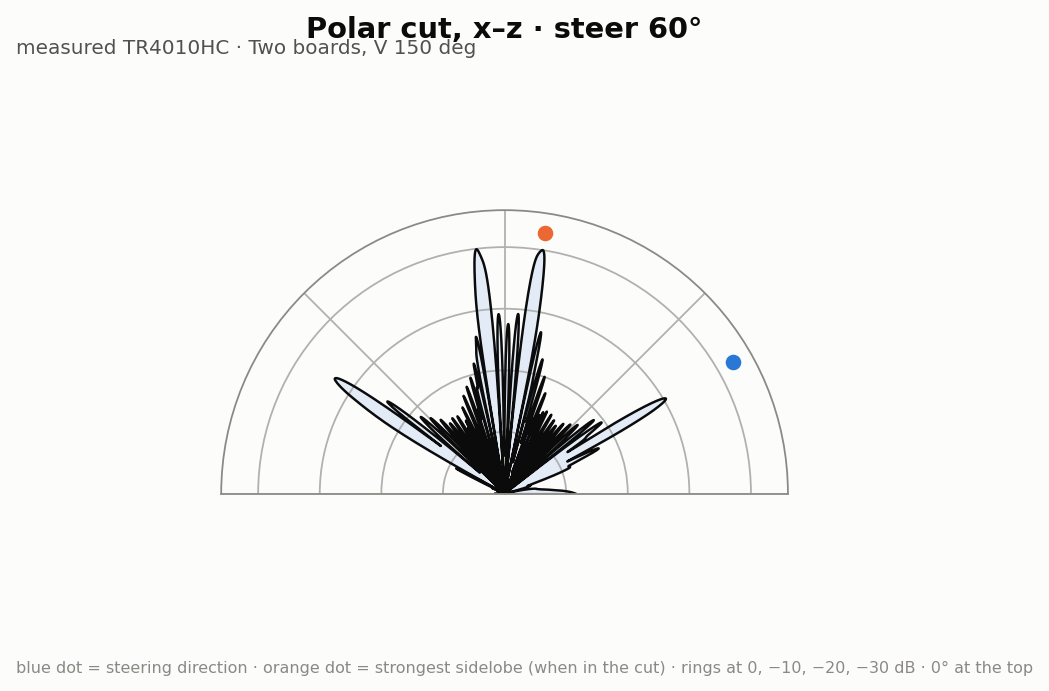 Polar cut, x–z · steer 60°
measured TR4010HC · Two boards, V 150 deg
blue dot = steering direction · orange dot = strongest sidelobe (when in the cut) · rings at 0, −10, −20, −30 dB · 0° at the top